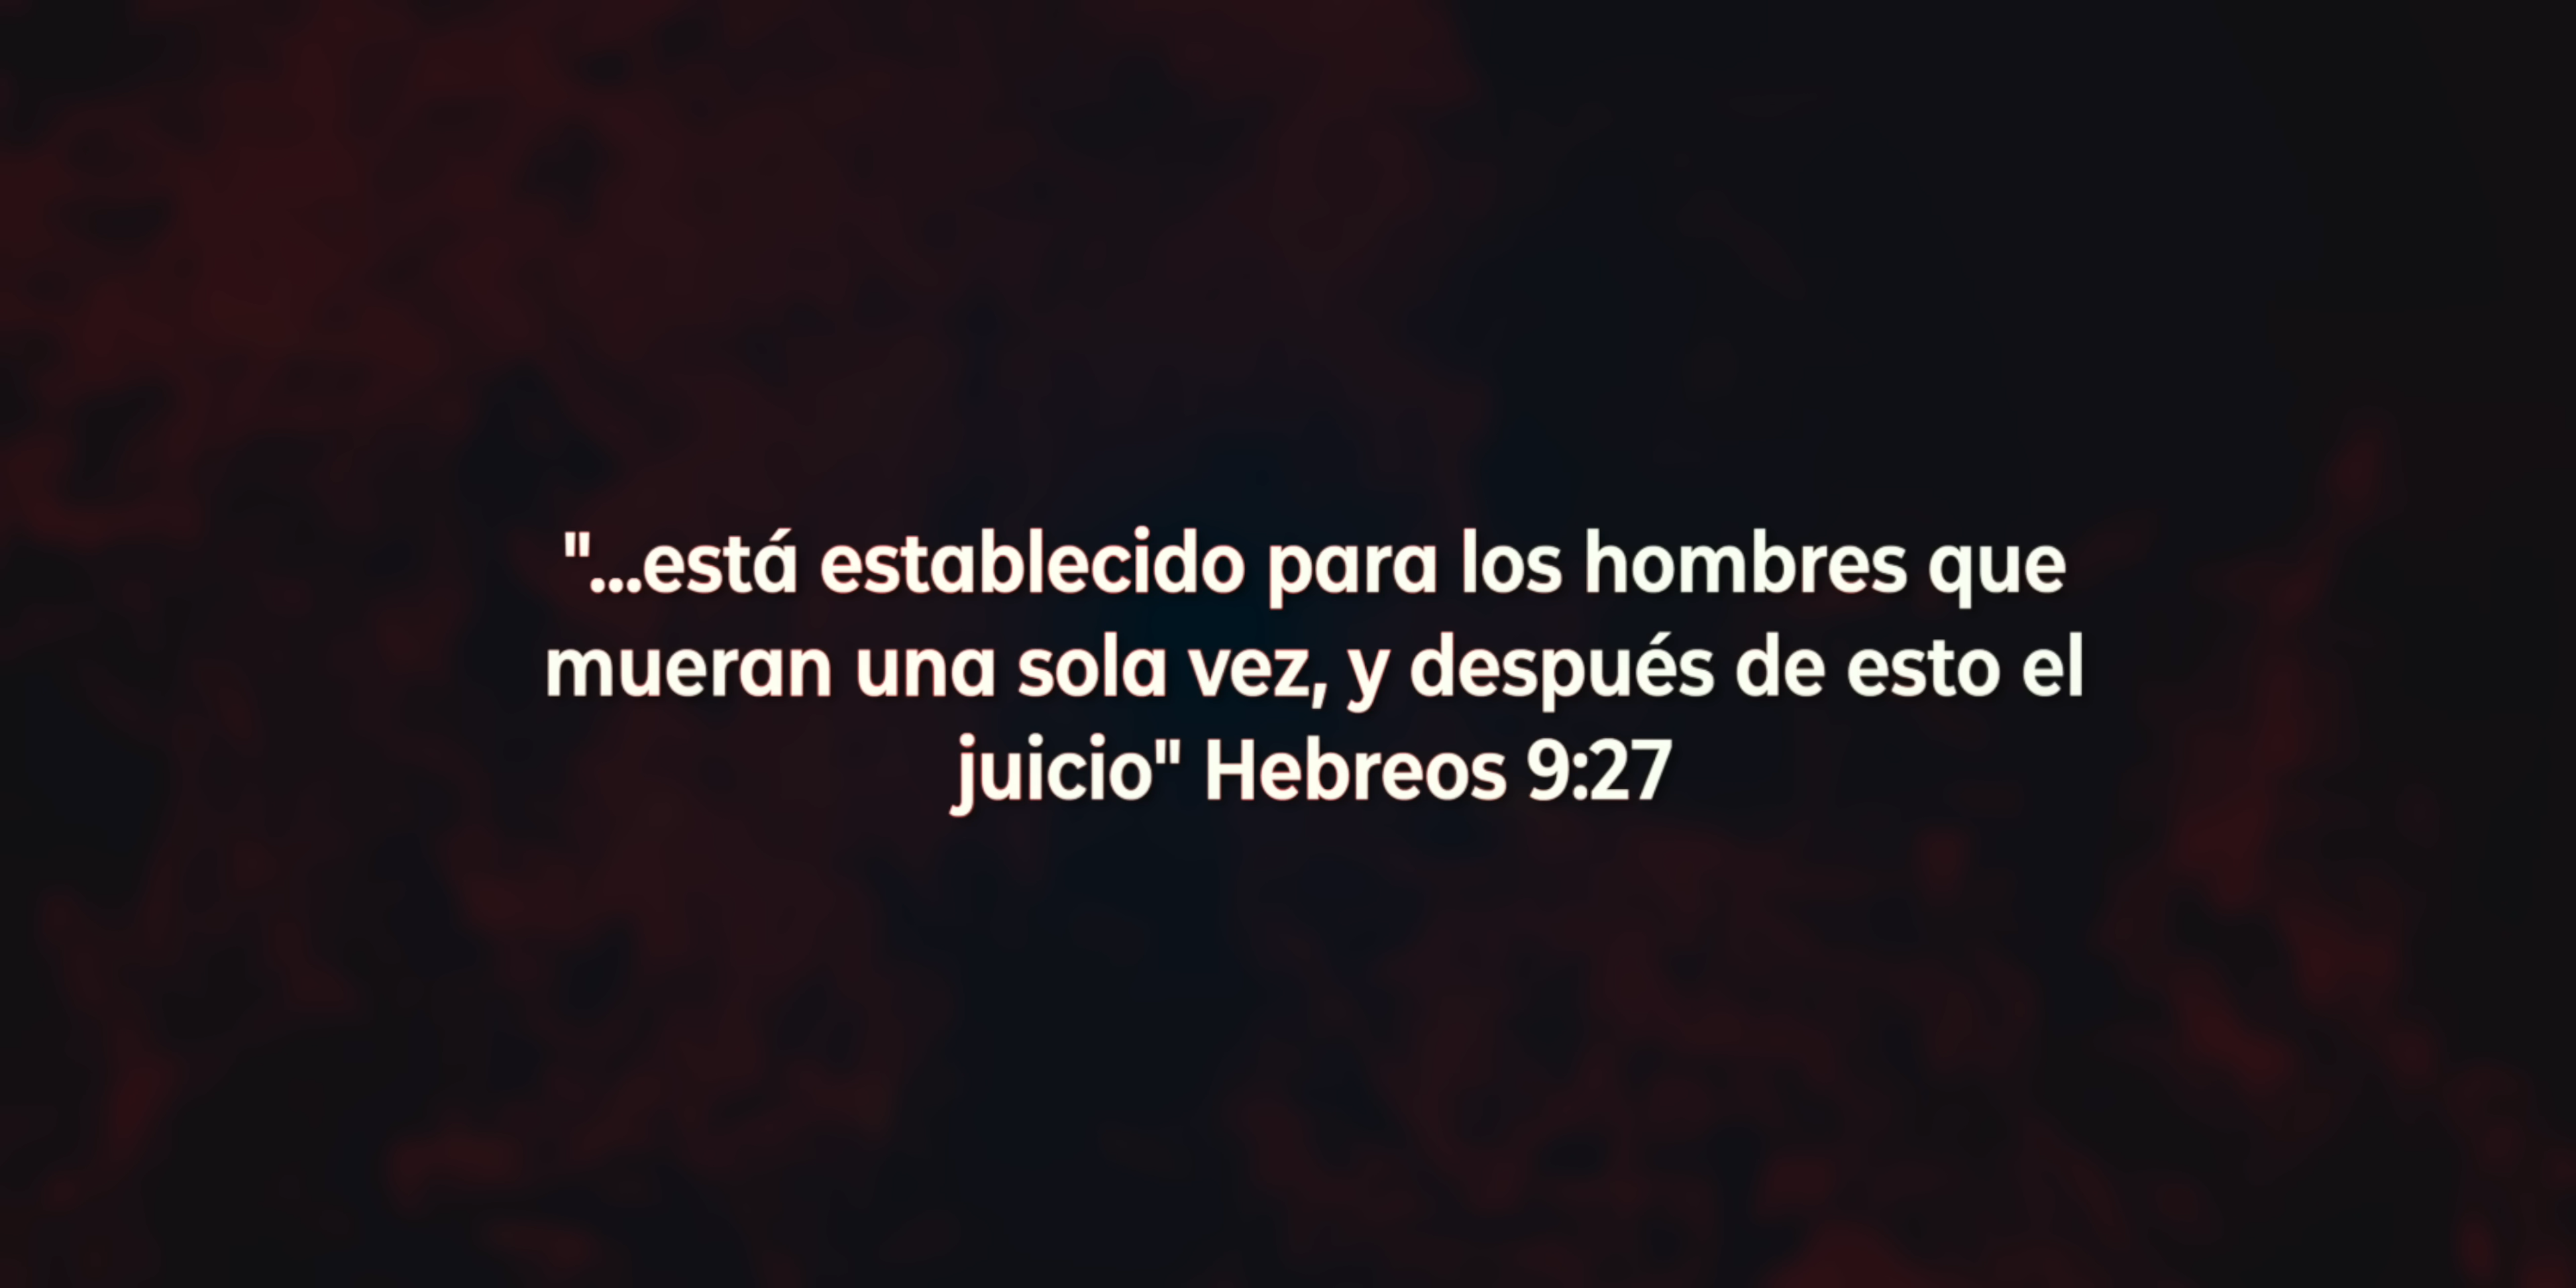 "...está establecido para los hombres que
mueran una sola vez, y después de esto el
juicio" Hebreos 9:27